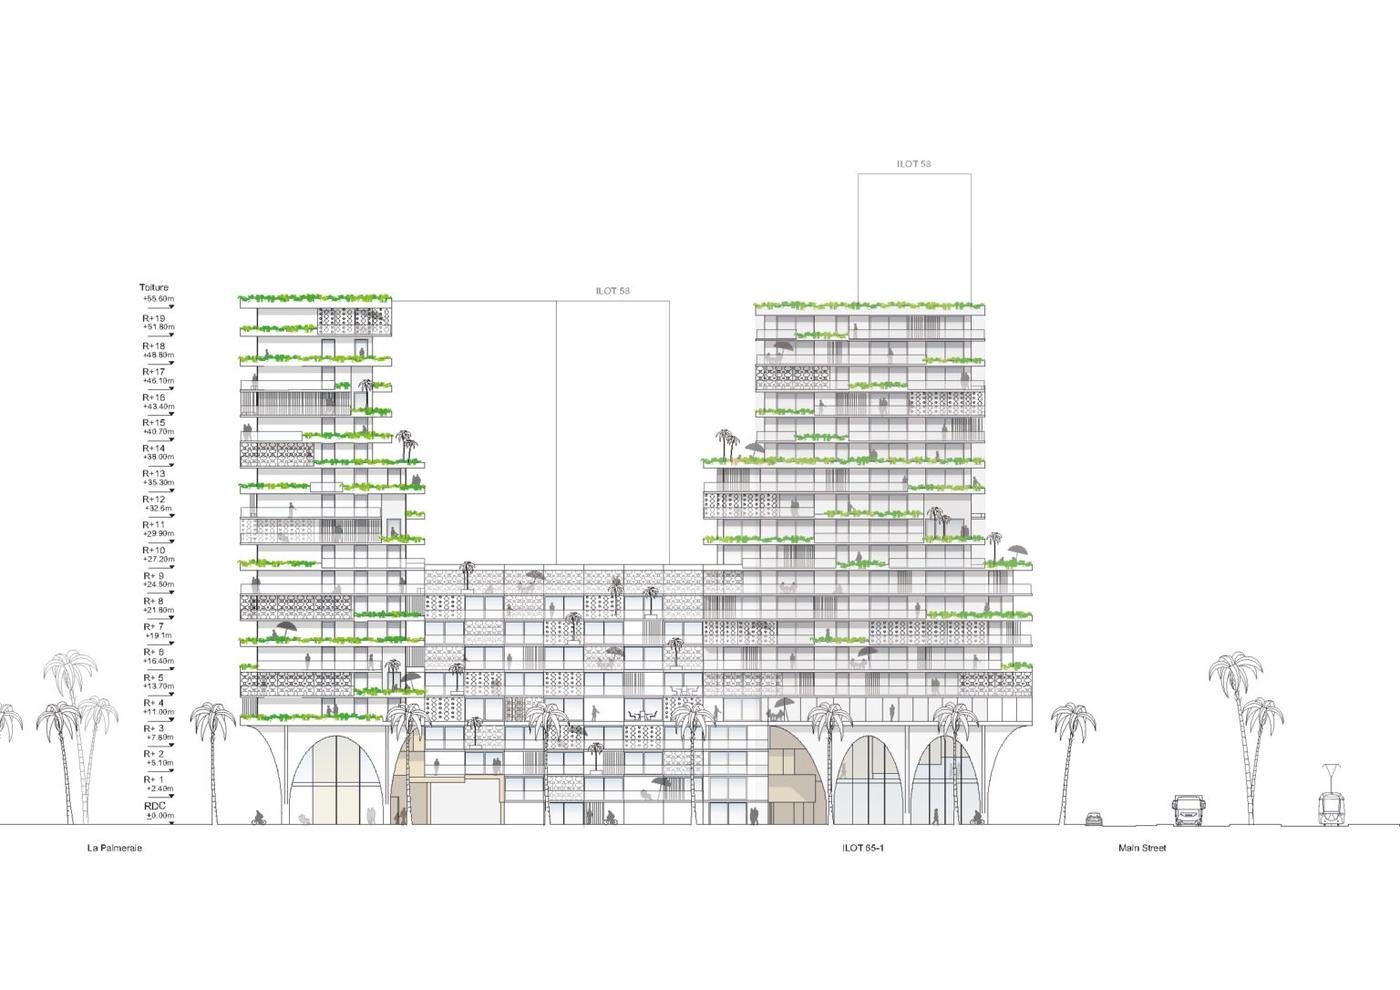 ILOT 58
ILOT 58
Toiture
+55.60m
R+19
+51.80m
R+18
+48.80m
R+17
+46.10m
R+16
+43.40m
R+15
+40.70m
R+14
+38.00m
R+13
+35.30m
R+12
+32.6m
R+11
+29.90m
R+10
+27.20m
R+ 9
+24.50m
R+ 8
+21.80m
R+ 7
+19.1m
R+ 6
+16.40m
R+ 5
+13.70m
R+ 4
+11.00m
R+ 3
+7.80m
R+ 2
+5.10m
R+ 1
+2.40m
RDC
±0.00m
La Palmeraie
ILOT 65-1
Main Street